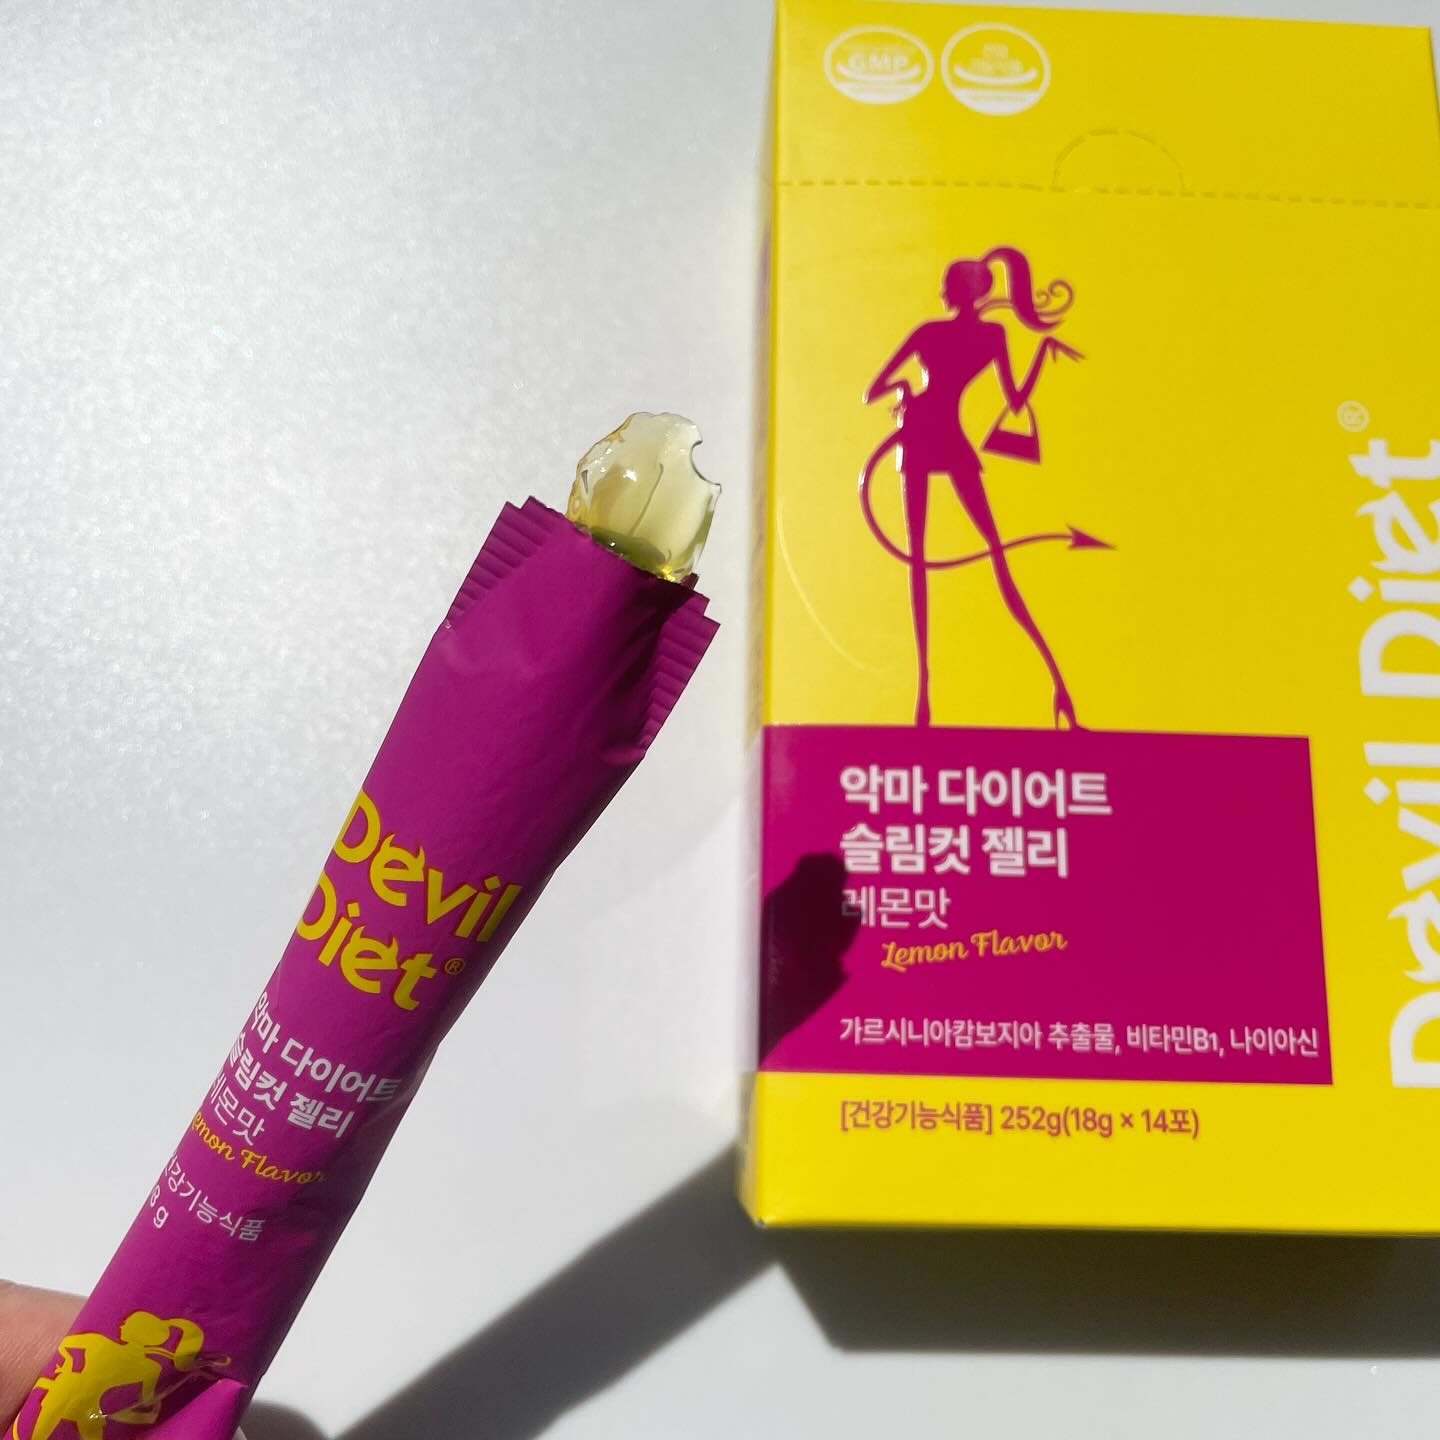 Devil
Diet®
악마 다이어트
슬림컷 젤리
레몬맛
Lemon Flavor
건강기능식품
8 g
GMP
악마 다이어트
슬림컷 젤리
레몬맛
Lemon Flavor
가르시니아캄보지아 추출물, 비타민B1, 나이아신
[건강기능식품] 252g(18g × 14포)
Devil Diet®